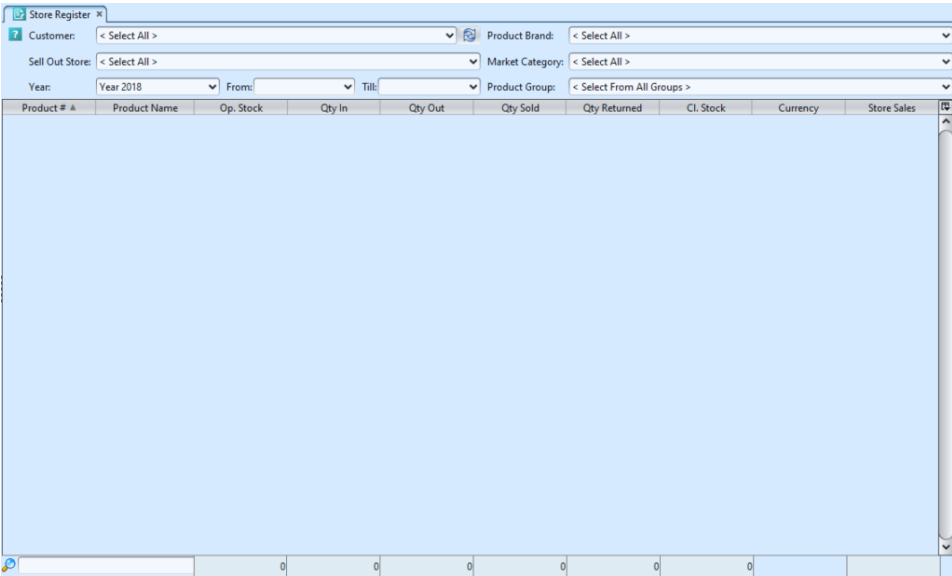 Store Register
? Customer: < Select All > Product Brand: < Select All >
Sell Out Store: < Select All > Market Category: < Select All >
Year: Year 2018 From: Till: Product Group: < Select From All Groups >
Product # Product Name Op. Stock Qty In Qty Out Qty Sold Qty Returned Cl. Stock Currency Store Sales
0 0 0 0 0 0